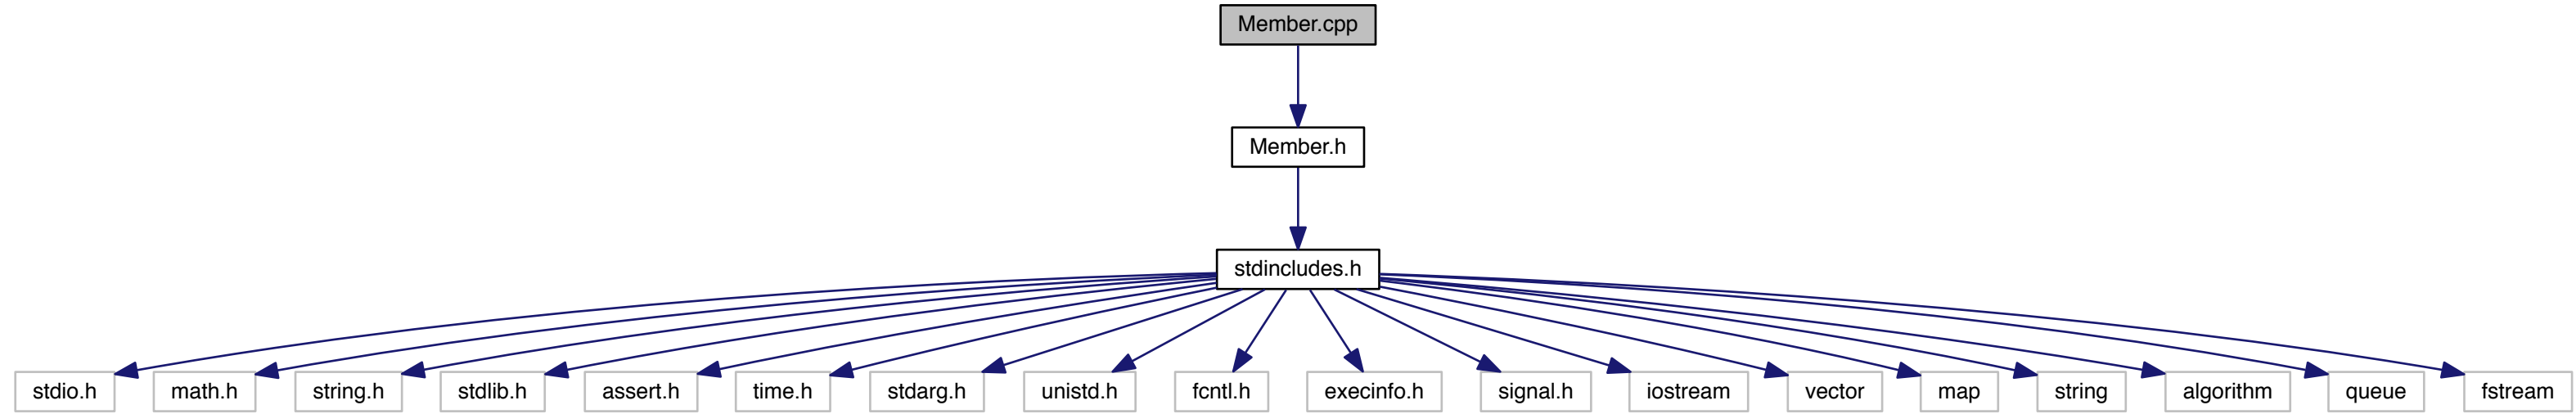 Member.cpp
Member.h
stdincludes.h
stdio.h
math.h
string.h
stdlib.h
assert.h
time.h
stdarg.h
unistd.h
fcntl.h
execinfo.h
signal.h
iostream
vector
map
string
algorithm
queue
fstream